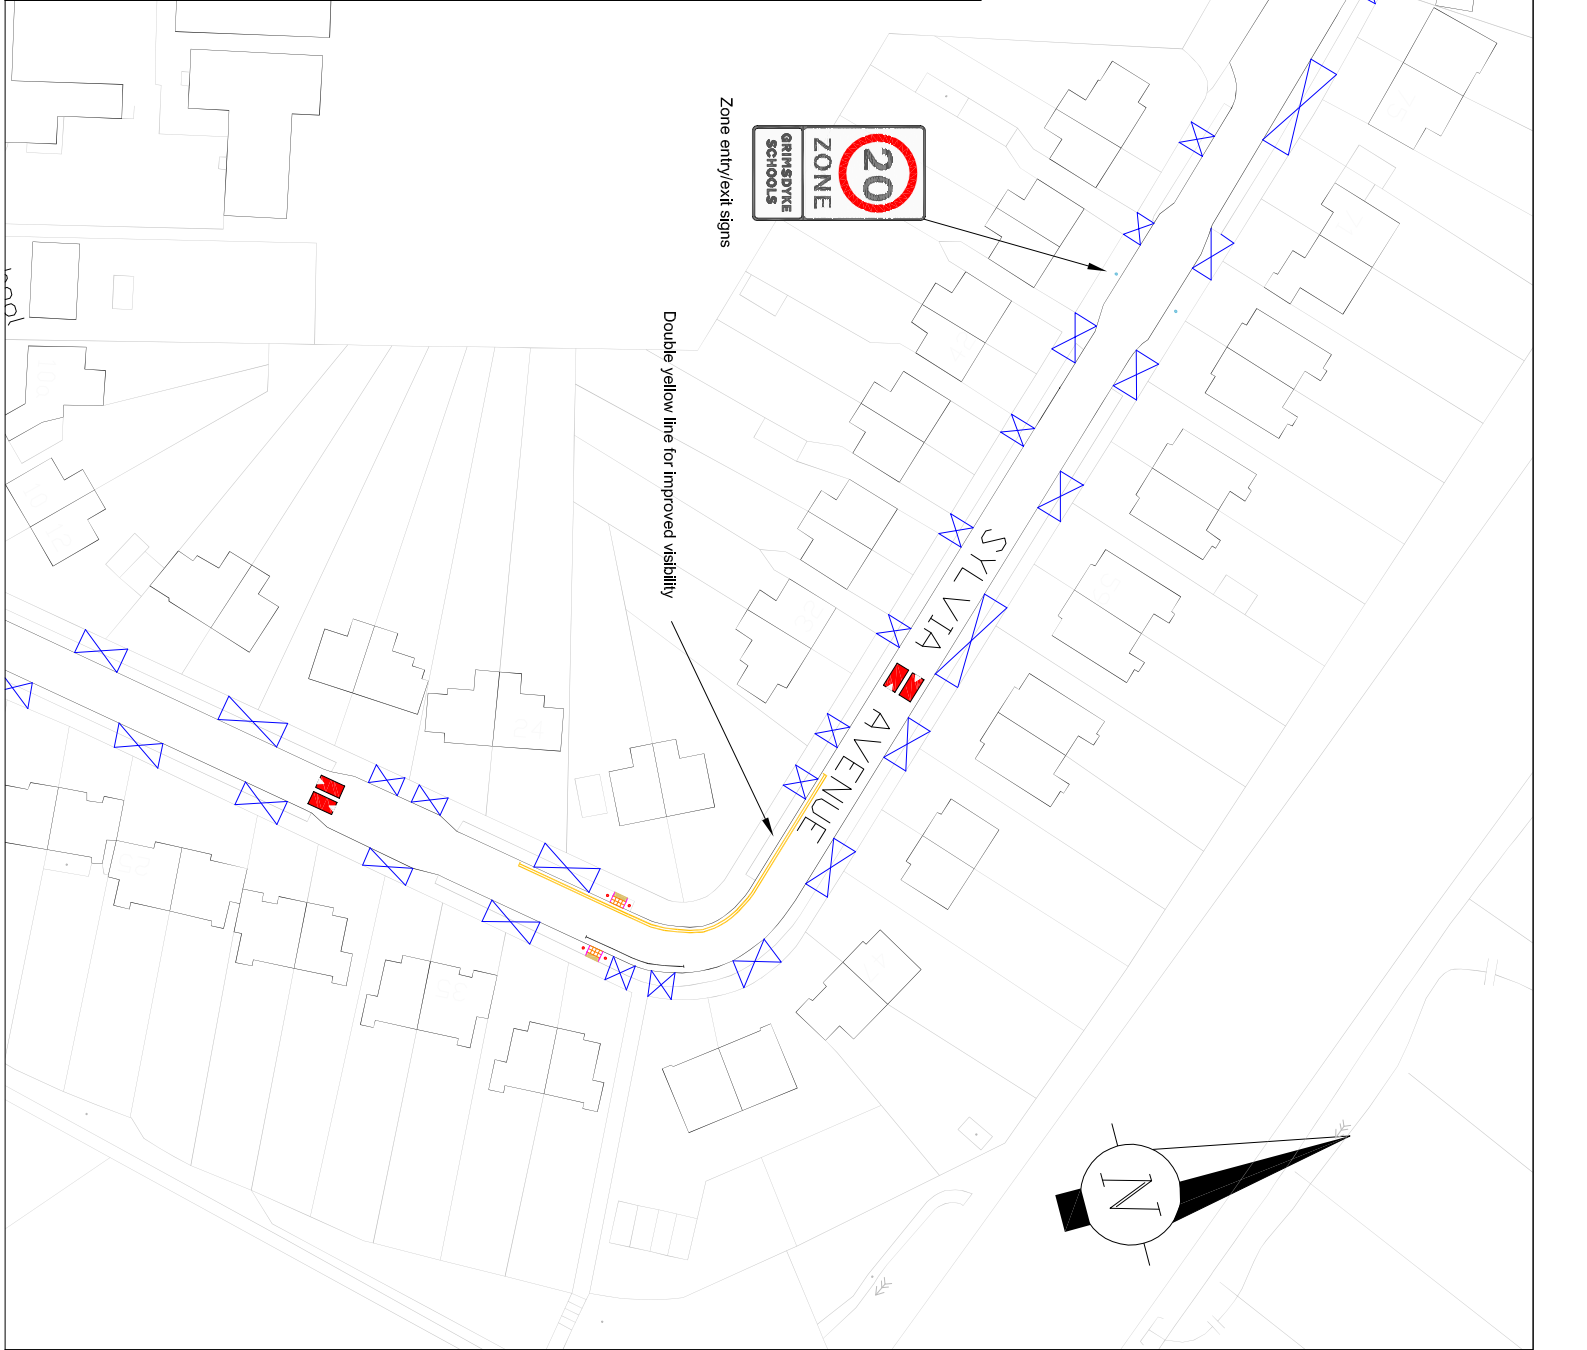 Zone entry/exit signs
20
ZONE
GRIMSDYKE
SCHOOLS
Double yellow line for improved visibility
SYLVIA AVENUE
N